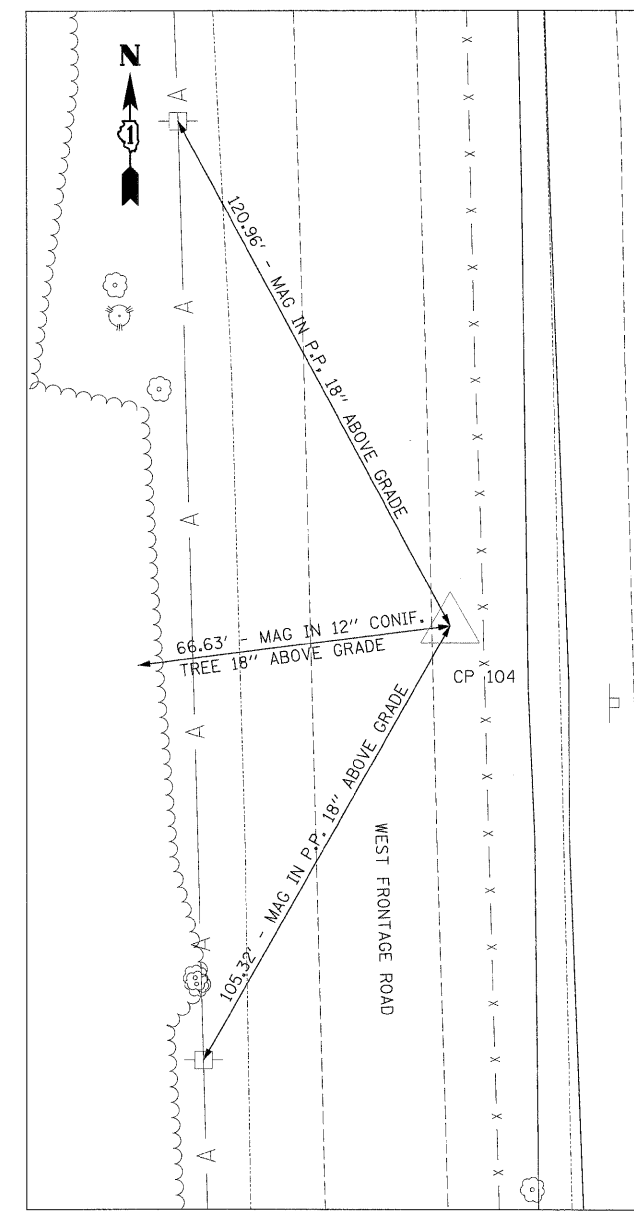 N
1
A
120.96' - MAG IN P.P. 18" ABOVE GRADE
A
A
66.63' - MAG IN 12" CONIF.
TREE 18" ABOVE GRADE
CP 104
A
105.32' - MAG IN P.P. 18" ABOVE GRADE
WEST FRONTAGE ROAD
A
A